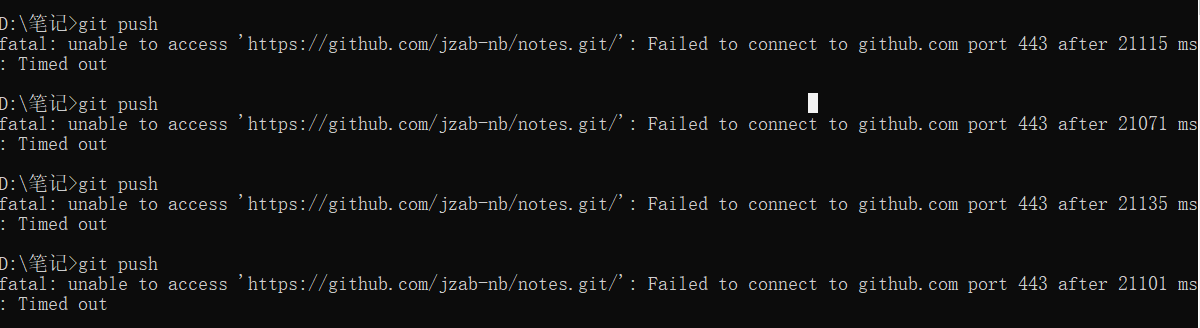 D:\笔记>git push
fatal: unable to access 'https://github.com/jzab-nb/notes.git/': Failed to connect to github.com port 443 after 21115 ms
: Timed out
D:\笔记>git push
fatal: unable to access 'https://github.com/jzab-nb/notes.git/': Failed to connect to github.com port 443 after 21071 ms
: Timed out
D:\笔记>git push
fatal: unable to access 'https://github.com/jzab-nb/notes.git/': Failed to connect to github.com port 443 after 21135 ms
: Timed out
D:\笔记>git push
fatal: unable to access 'https://github.com/jzab-nb/notes.git/': Failed to connect to github.com port 443 after 21101 ms
: Timed out